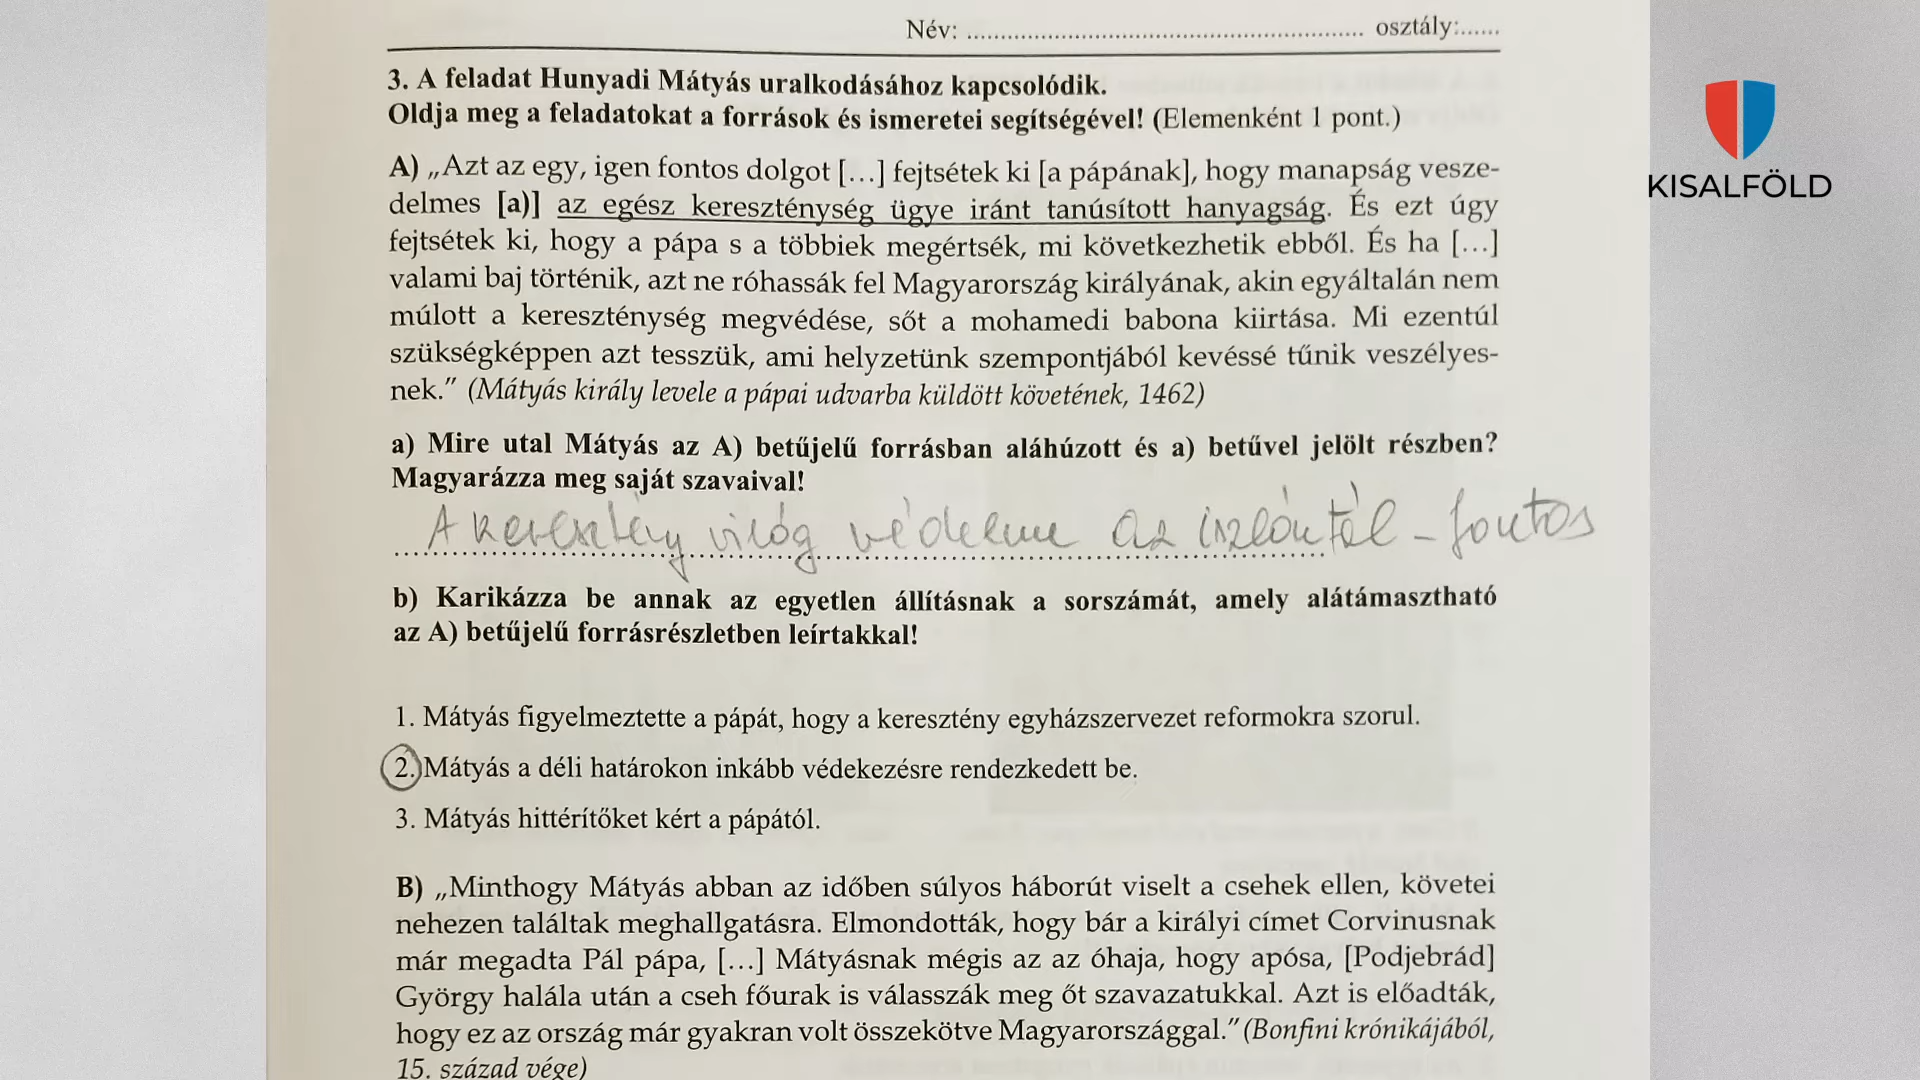 Név: ........................................................... osztály:......
3. A feladat Hunyadi Mátyás uralkodásához kapcsolódik.
Oldja meg a feladatokat a források és ismeretei segítségével! (Elemenként 1 pont.)
KISALFÖLD
A) „Azt az egy, igen fontos dolgot […] fejtsétek ki [a pápának], hogy manapság vesze-
delmes [a)] az egész kereszténység ügye iránt tanúsított hanyagság. És ezt úgy
fejtsétek ki, hogy a pápa s a többiek megértsék, mi következhetik ebből. És ha […]
valami baj történik, azt ne róhassák fel Magyarország királyának, akin egyáltalán nem
múlott a kereszténység megvédése, sőt a mohamedi babona kiirtása. Mi ezentúl
szükségképpen azt tesszük, ami helyzetünk szempontjából kevéssé tűnik veszélyes-
nek.” (Mátyás király levele a pápai udvarba küldött követének, 1462)
a) Mire utal Mátyás az A) betűjelű forrásban aláhúzott és a) betűvel jelölt részben?
Magyarázza meg saját szavaival!
A keresztény világ védelme az iszlámtól - fontos
b) Karikázza be annak az egyetlen állításnak a sorszámát, amely alátámasztható
az A) betűjelű forrásrészletben leírtakkal!
1. Mátyás figyelmeztette a pápát, hogy a keresztény egyházszervezet reformokra szorul.
2. Mátyás a déli határokon inkább védekezésre rendezkedett be.
3. Mátyás hittérítőket kért a pápától.
B) „Minthogy Mátyás abban az időben súlyos háborút viselt a csehek ellen, követei
nehezen találtak meghallgatásra. Elmondották, hogy bár a királyi címet Corvinusnak
már megadta Pál pápa, […] Mátyásnak mégis az az óhaja, hogy apósa, [Podjebrád]
György halála után a cseh főurak is válasszák meg őt szavazatukkal. Azt is előadták,
hogy ez az ország már gyakran volt összekötve Magyarországgal.” (Bonfini krónikájából,
15. század vége)